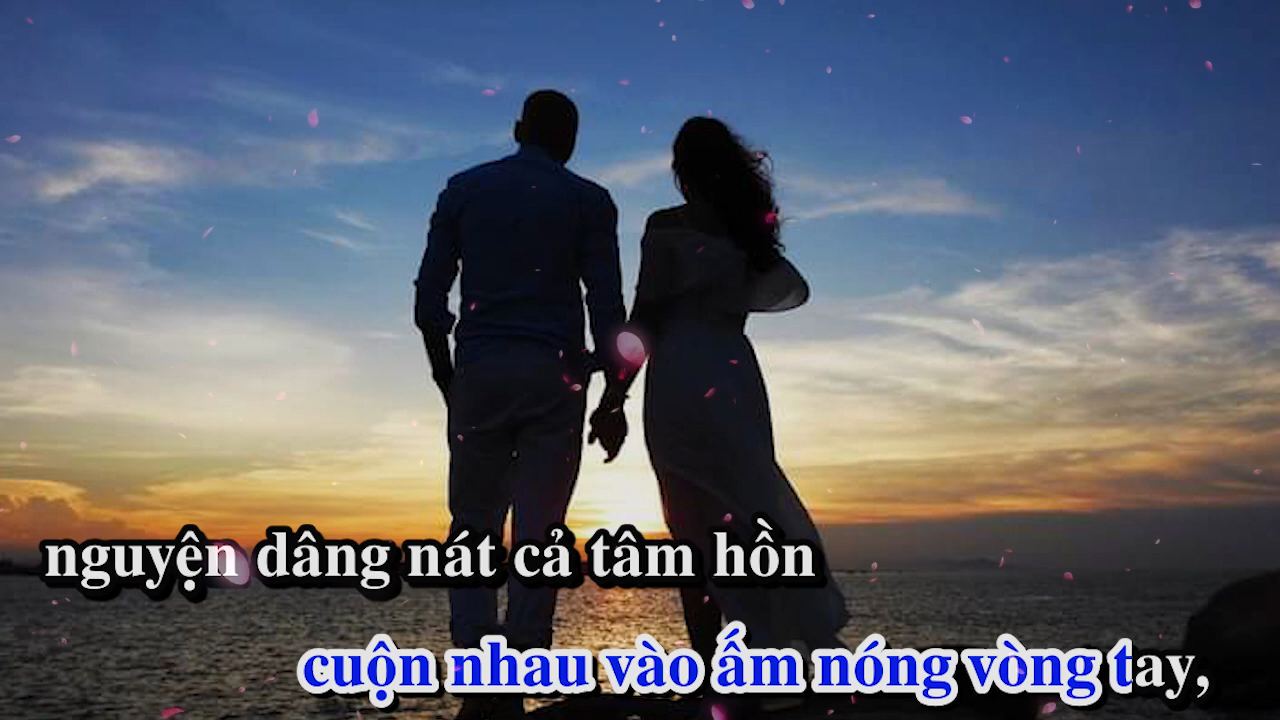 nguyện dâng nát cả tâm hồn
cuộn nhau vào ấm nóng vòng tay,